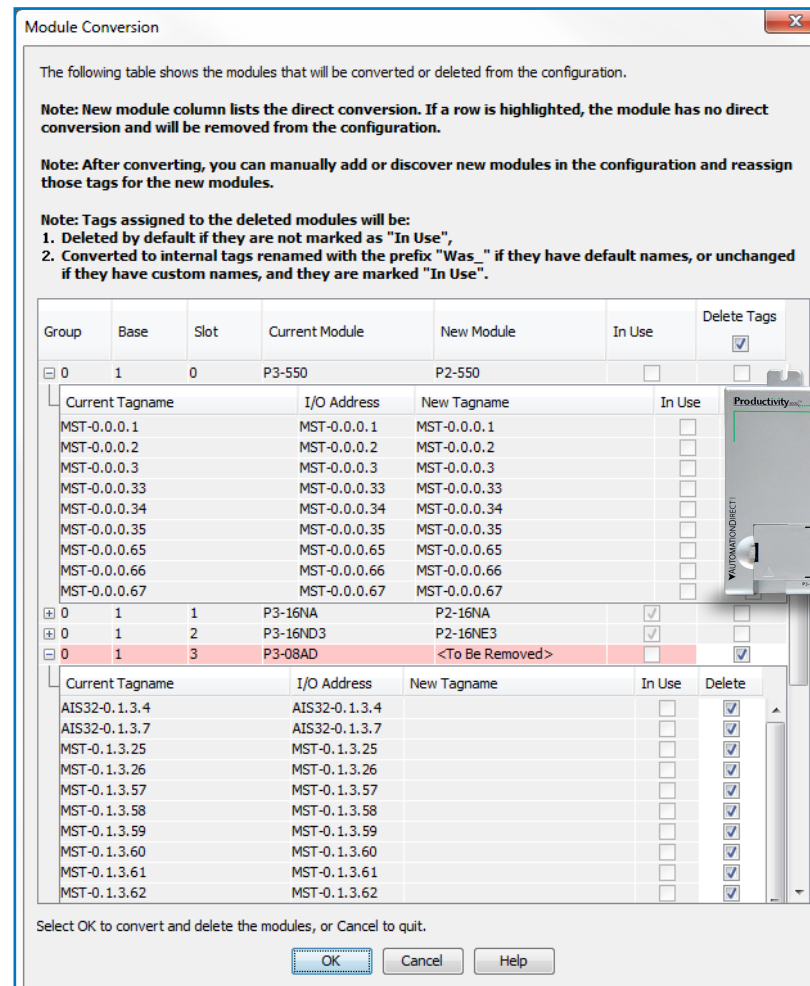 Module Conversion
The following table shows the modules that will be converted or deleted from the configuration.
Note: New module column lists the direct conversion. If a row is highlighted, the module has no direct
conversion and will be removed from the configuration.
Note: After converting, you can manually add or discover new modules in the configuration and reassign
those tags for the new modules.
Note: Tags assigned to the deleted modules will be:
1. Deleted by default if they are not marked as "In Use",
2. Converted to internal tags renamed with the prefix "Was_" if they have default names, or unchanged
if they have custom names, and they are marked "In Use".
Group Base Slot Current Module New Module In Use Delete Tags
0 1 0 P3-550 P2-550
Current Tagname I/O Address New Tagname In Use
MST-0.0.0.1 MST-0.0.0.1 MST-0.0.0.1
MST-0.0.0.2 MST-0.0.0.2 MST-0.0.0.2
MST-0.0.0.3 MST-0.0.0.3 MST-0.0.0.3
MST-0.0.0.33 MST-0.0.0.33 MST-0.0.0.33
MST-0.0.0.34 MST-0.0.0.34 MST-0.0.0.34
MST-0.0.0.35 MST-0.0.0.35 MST-0.0.0.35
MST-0.0.0.65 MST-0.0.0.65 MST-0.0.0.65
MST-0.0.0.66 MST-0.0.0.66 MST-0.0.0.66
MST-0.0.0.67 MST-0.0.0.67 MST-0.0.0.67
Productivity
AUTOMATIONDIRECT
0 1 1 P3-16NA P2-16NA
0 1 2 P3-16ND3 P2-16NE3
0 1 3 P3-08AD <To Be Removed>
Current Tagname I/O Address New Tagname In Use Delete
AIS32-0.1.3.4 AIS32-0.1.3.4
AIS32-0.1.3.7 AIS32-0.1.3.7
MST-0.1.3.25 MST-0.1.3.25
MST-0.1.3.26 MST-0.1.3.26
MST-0.1.3.57 MST-0.1.3.57
MST-0.1.3.58 MST-0.1.3.58
MST-0.1.3.59 MST-0.1.3.59
MST-0.1.3.60 MST-0.1.3.60
MST-0.1.3.61 MST-0.1.3.61
MST-0.1.3.62 MST-0.1.3.62
Select OK to convert and delete the modules, or Cancel to quit.
OK Cancel Help